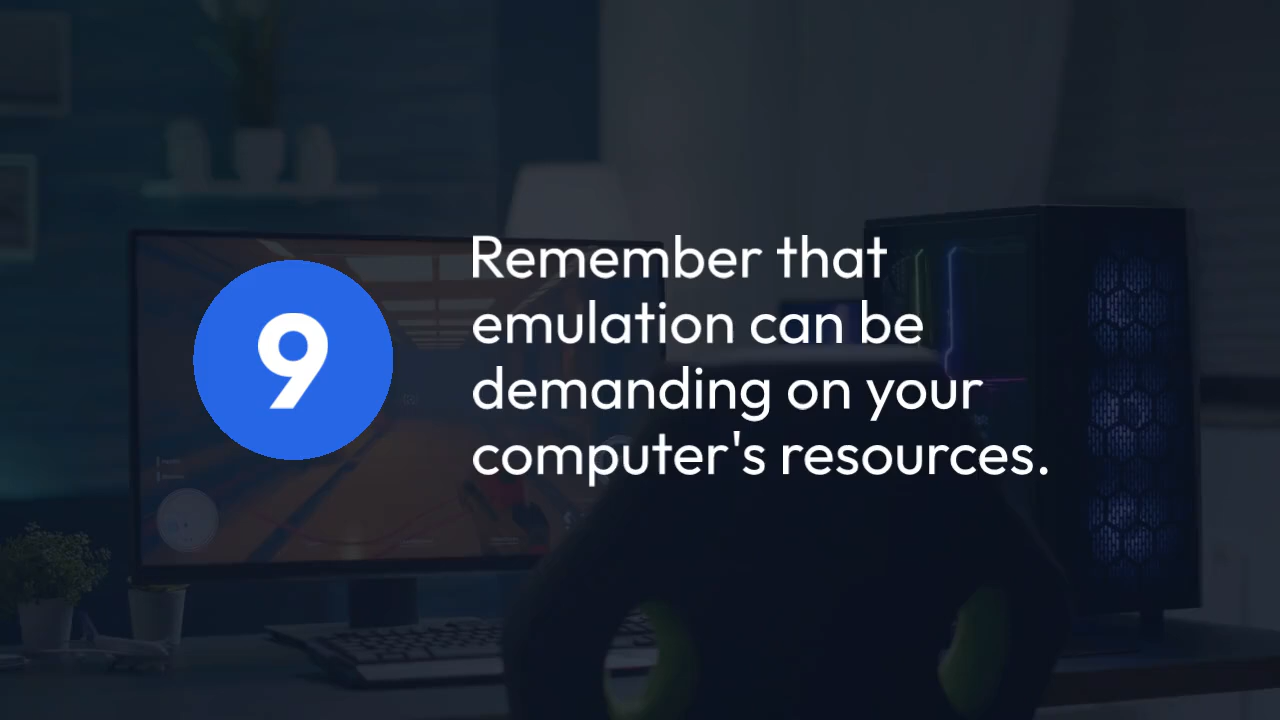 9
Remember that
emulation can be
demanding on your
computer's resources.